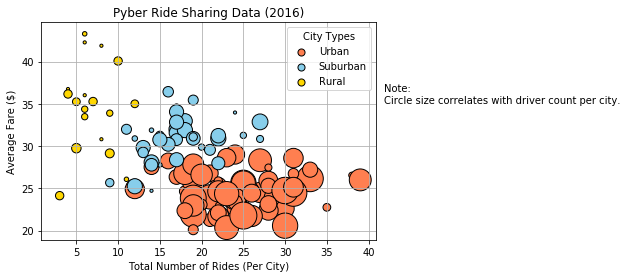 Pyber Ride Sharing Data (2016)
City Types
Urban
Suburban
Rural
Average Fare ($)
40
35
30
25
20
5 10 15 20 25 30 35 40
Total Number of Rides (Per City)
Note:
Circle size correlates with driver count per city.